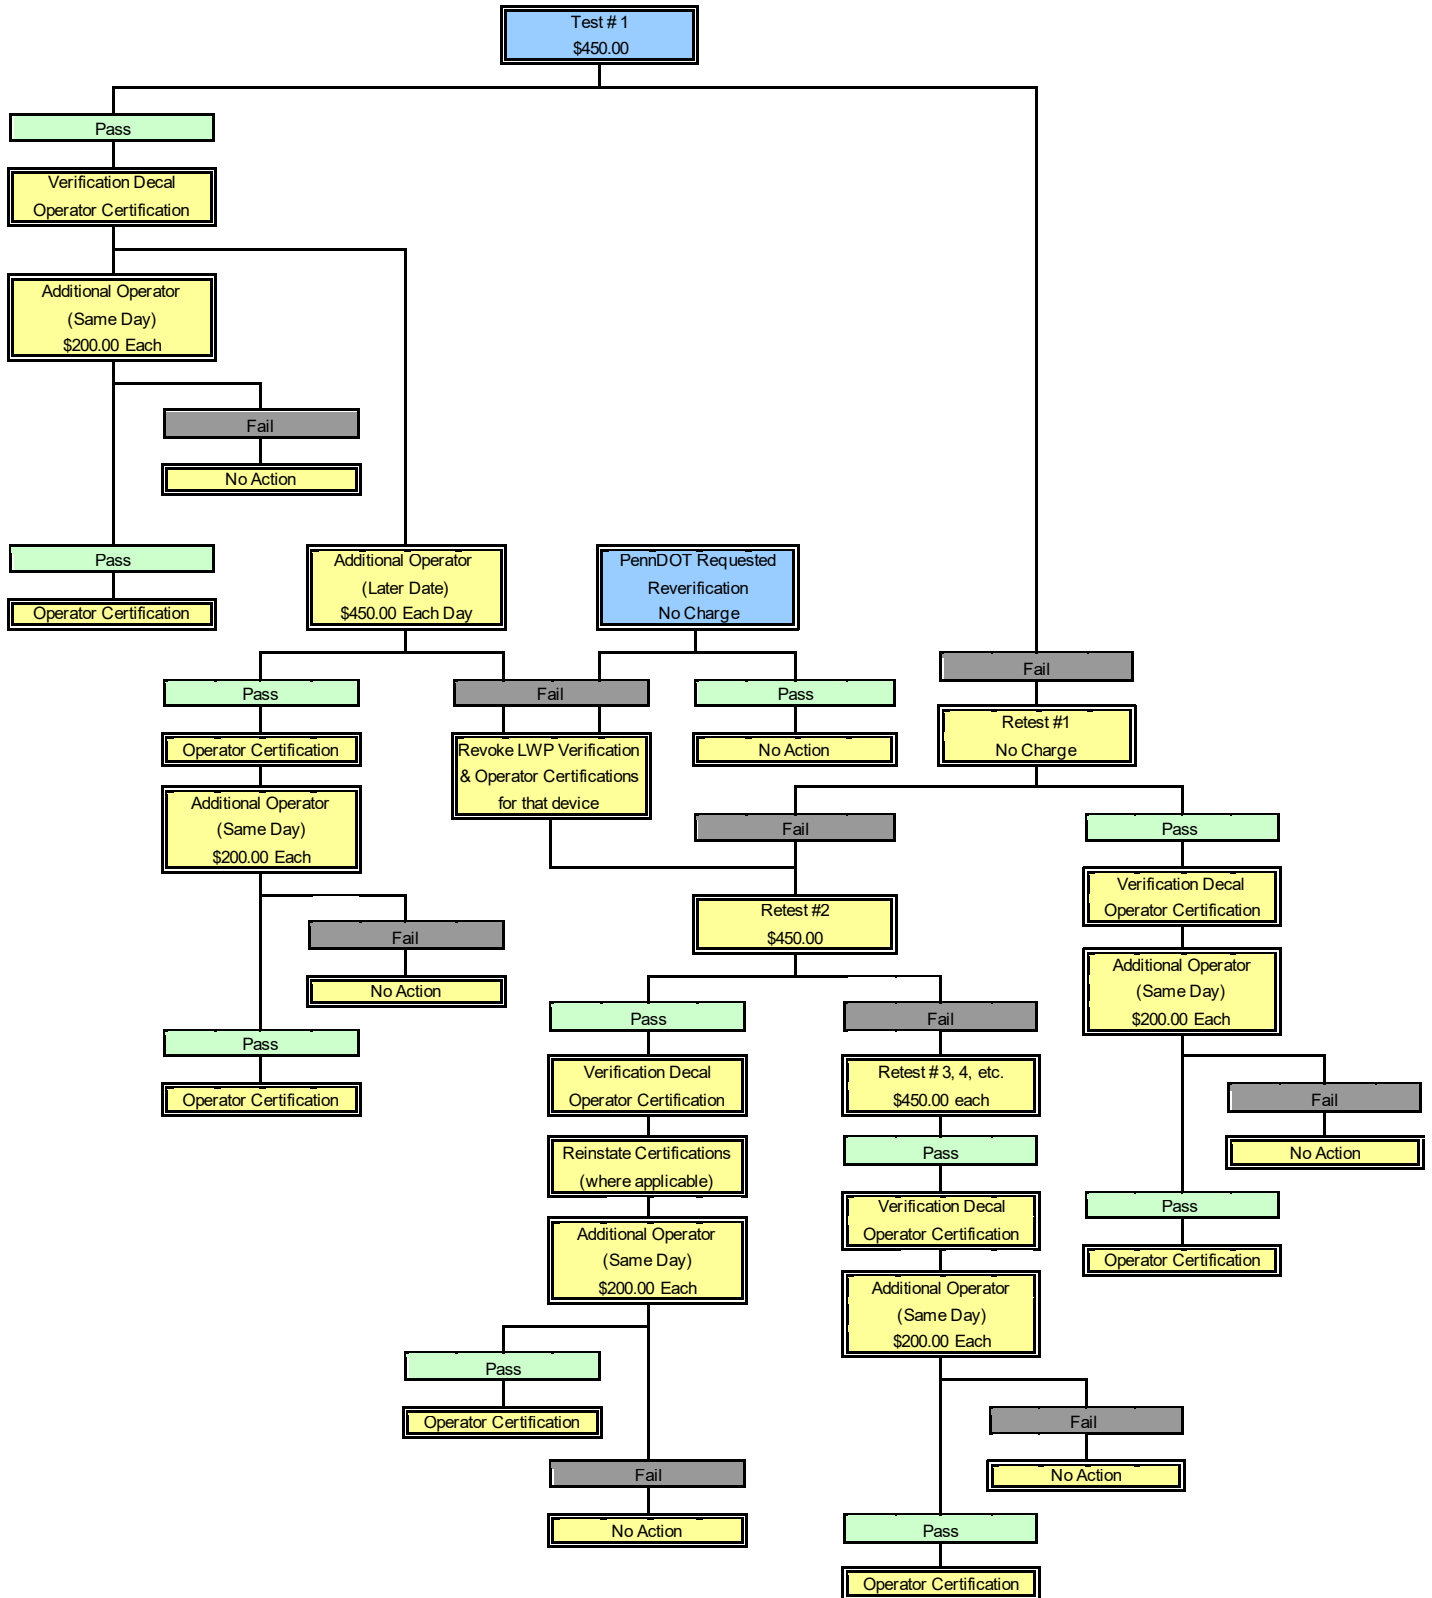 Test # 1
$450.00
Pass
Verification Decal
Operator Certification
Additional Operator
(Same Day)
$200.00 Each
Fail
No Action
Pass
Operator Certification
Additional Operator
(Later Date)
$450.00 Each Day
PennDOT Requested
Reverification
No Charge
Pass
Operator Certification
Additional Operator
(Same Day)
$200.00 Each
Fail
No Action
Pass
Operator Certification
Fail
Revoke LWP Verification
& Operator Certifications
for that device
Pass
No Action
Fail
Retest #1
No Charge
Fail
Retest #2
$450.00
Pass
Verification Decal
Operator Certification
Reinstate Certifications
(where applicable)
Additional Operator
(Same Day)
$200.00 Each
Pass
Operator Certification
Fail
No Action
Fail
Retest # 3, 4, etc.
$450.00 each
Pass
Verification Decal
Operator Certification
Additional Operator
(Same Day)
$200.00 Each
Fail
No Action
Pass
Operator Certification
Pass
Verification Decal
Operator Certification
Additional Operator
(Same Day)
$200.00 Each
Fail
No Action
Pass
Operator Certification